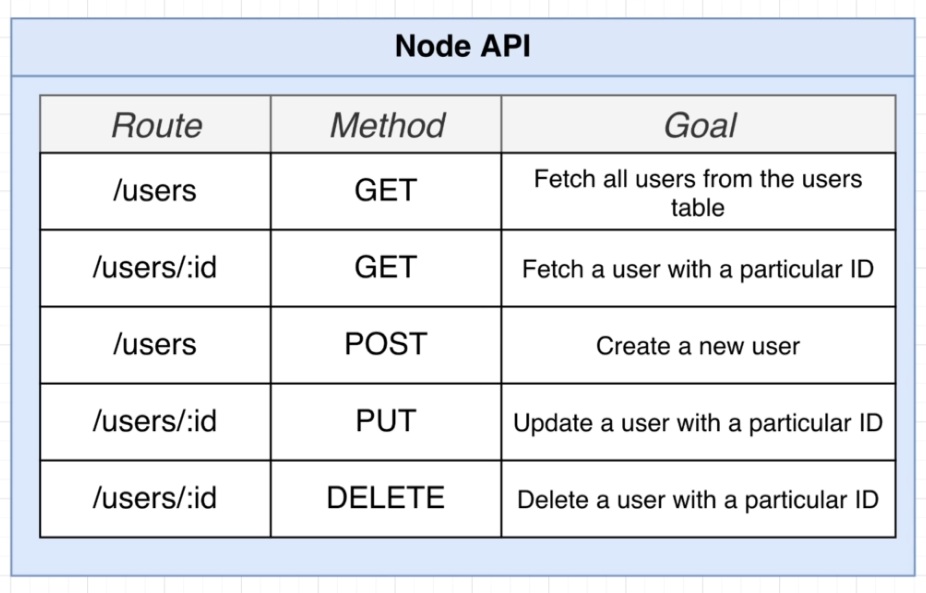 Node API
Route Method Goal
/users GET Fetch all users from the users
table
/users/:id GET Fetch a user with a particular ID
/users POST Create a new user
/users/:id PUT Update a user with a particular ID
/users/:id DELETE Delete a user with a particular ID